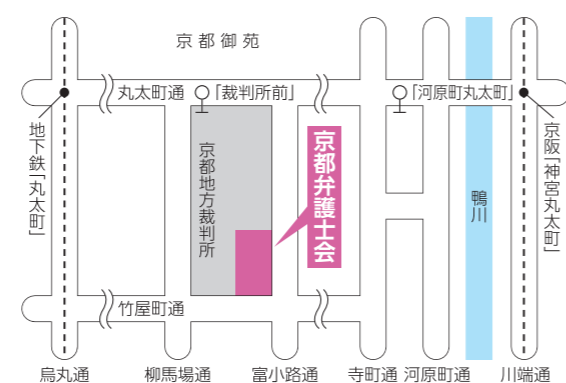 京都御苑
丸太町通
「裁判所前」
「河原町丸太町」
地下鉄「丸太町」
京都地方裁判所
京都弁護士会
鴨川
京阪「神宮丸太町」
竹屋町通
烏丸通
柳馬場通
富小路通
寺町通
河原町通
川端通